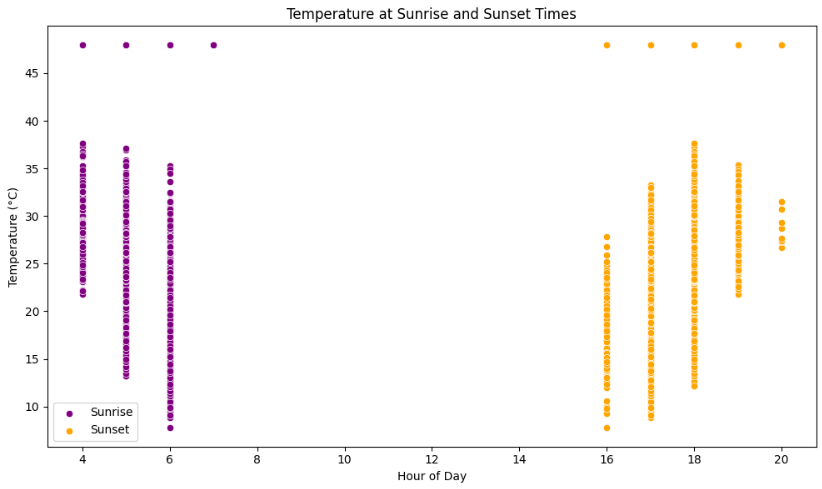 Temperature at Sunrise and Sunset Times
Temperature (°C)
45
40
35
30
25
20
15
10
Sunrise
Sunset
4 6 8 10 12 14 16 18 20
Hour of Day